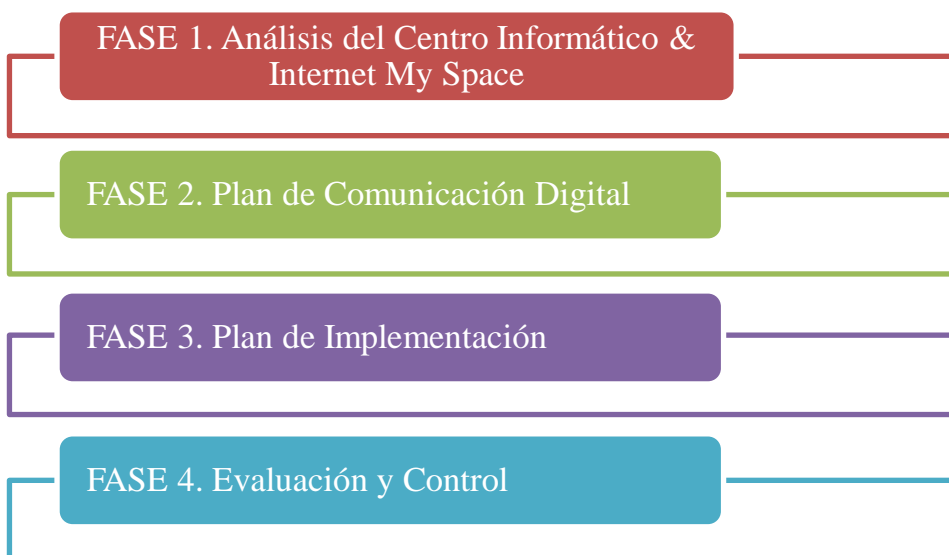 FASE 1. Análisis del Centro Informático &
Internet My Space
FASE 2. Plan de Comunicación Digital
FASE 3. Plan de Implementación
FASE 4. Evaluación y Control